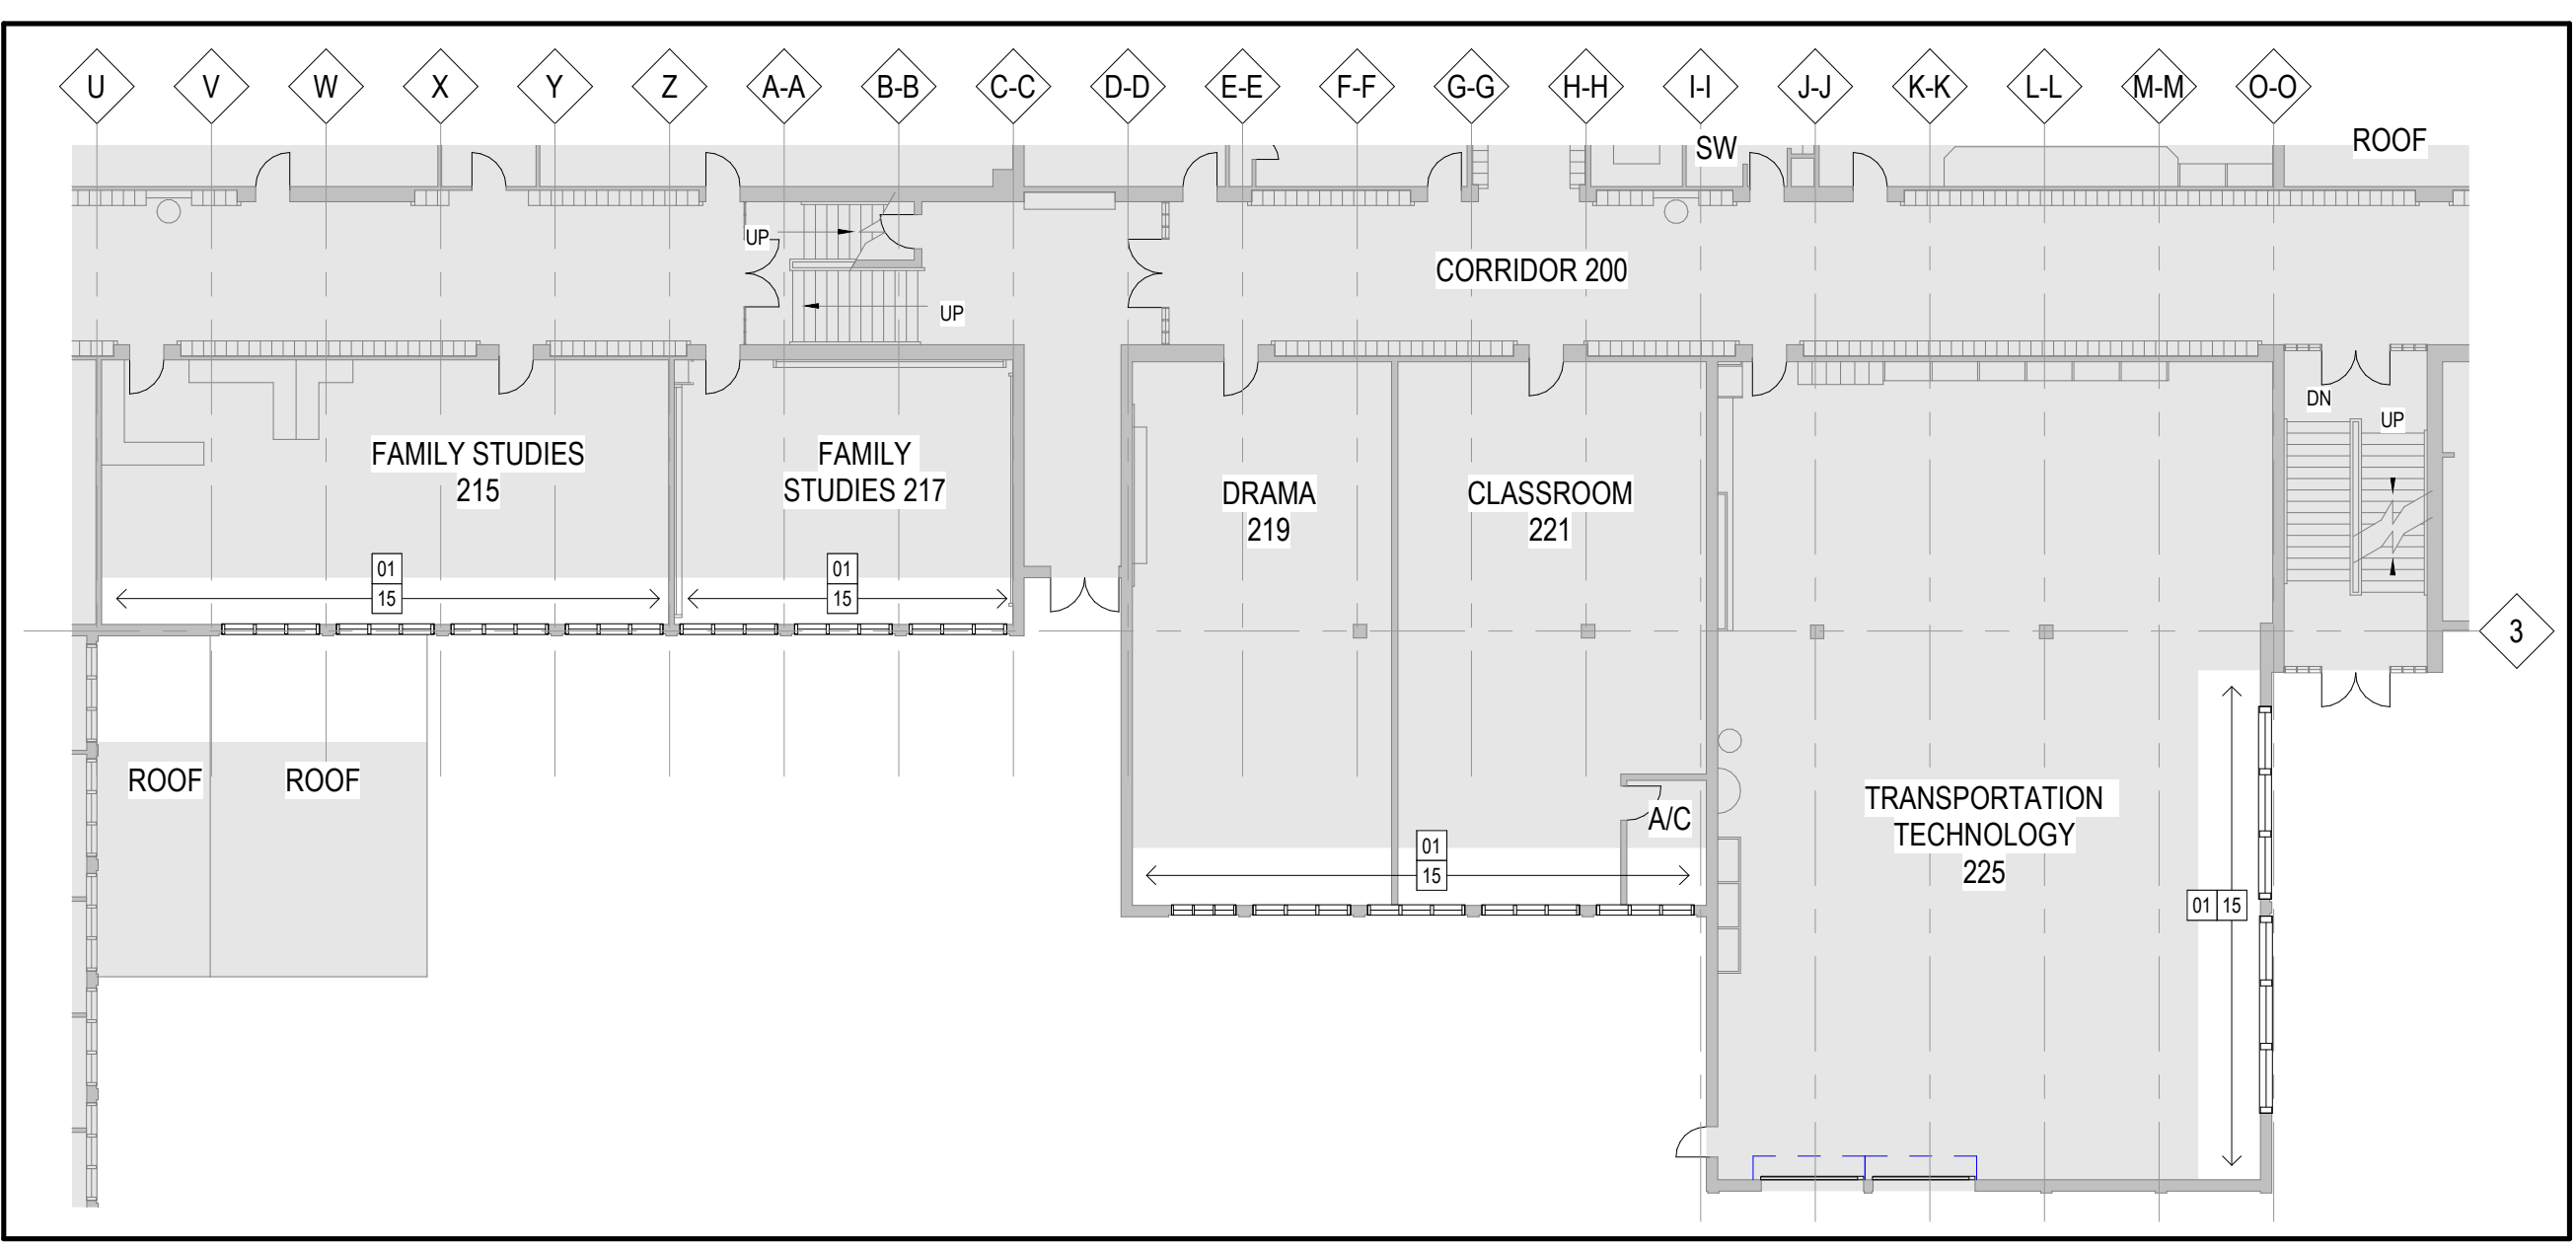 U V W X Y Z A-A B-B C-C D-D E-E F-F G-G H-H I-I J-J K-K L-L M-M O-O
SW
ROOF
UP
CORRIDOR 200
UP
DN
UP
FAMILY STUDIES
215
FAMILY
STUDIES 217
DRAMA
219
CLASSROOM
221
01
15
01
15
3
ROOF
ROOF
A/C
TRANSPORTATION
TECHNOLOGY
225
01
15
01 15